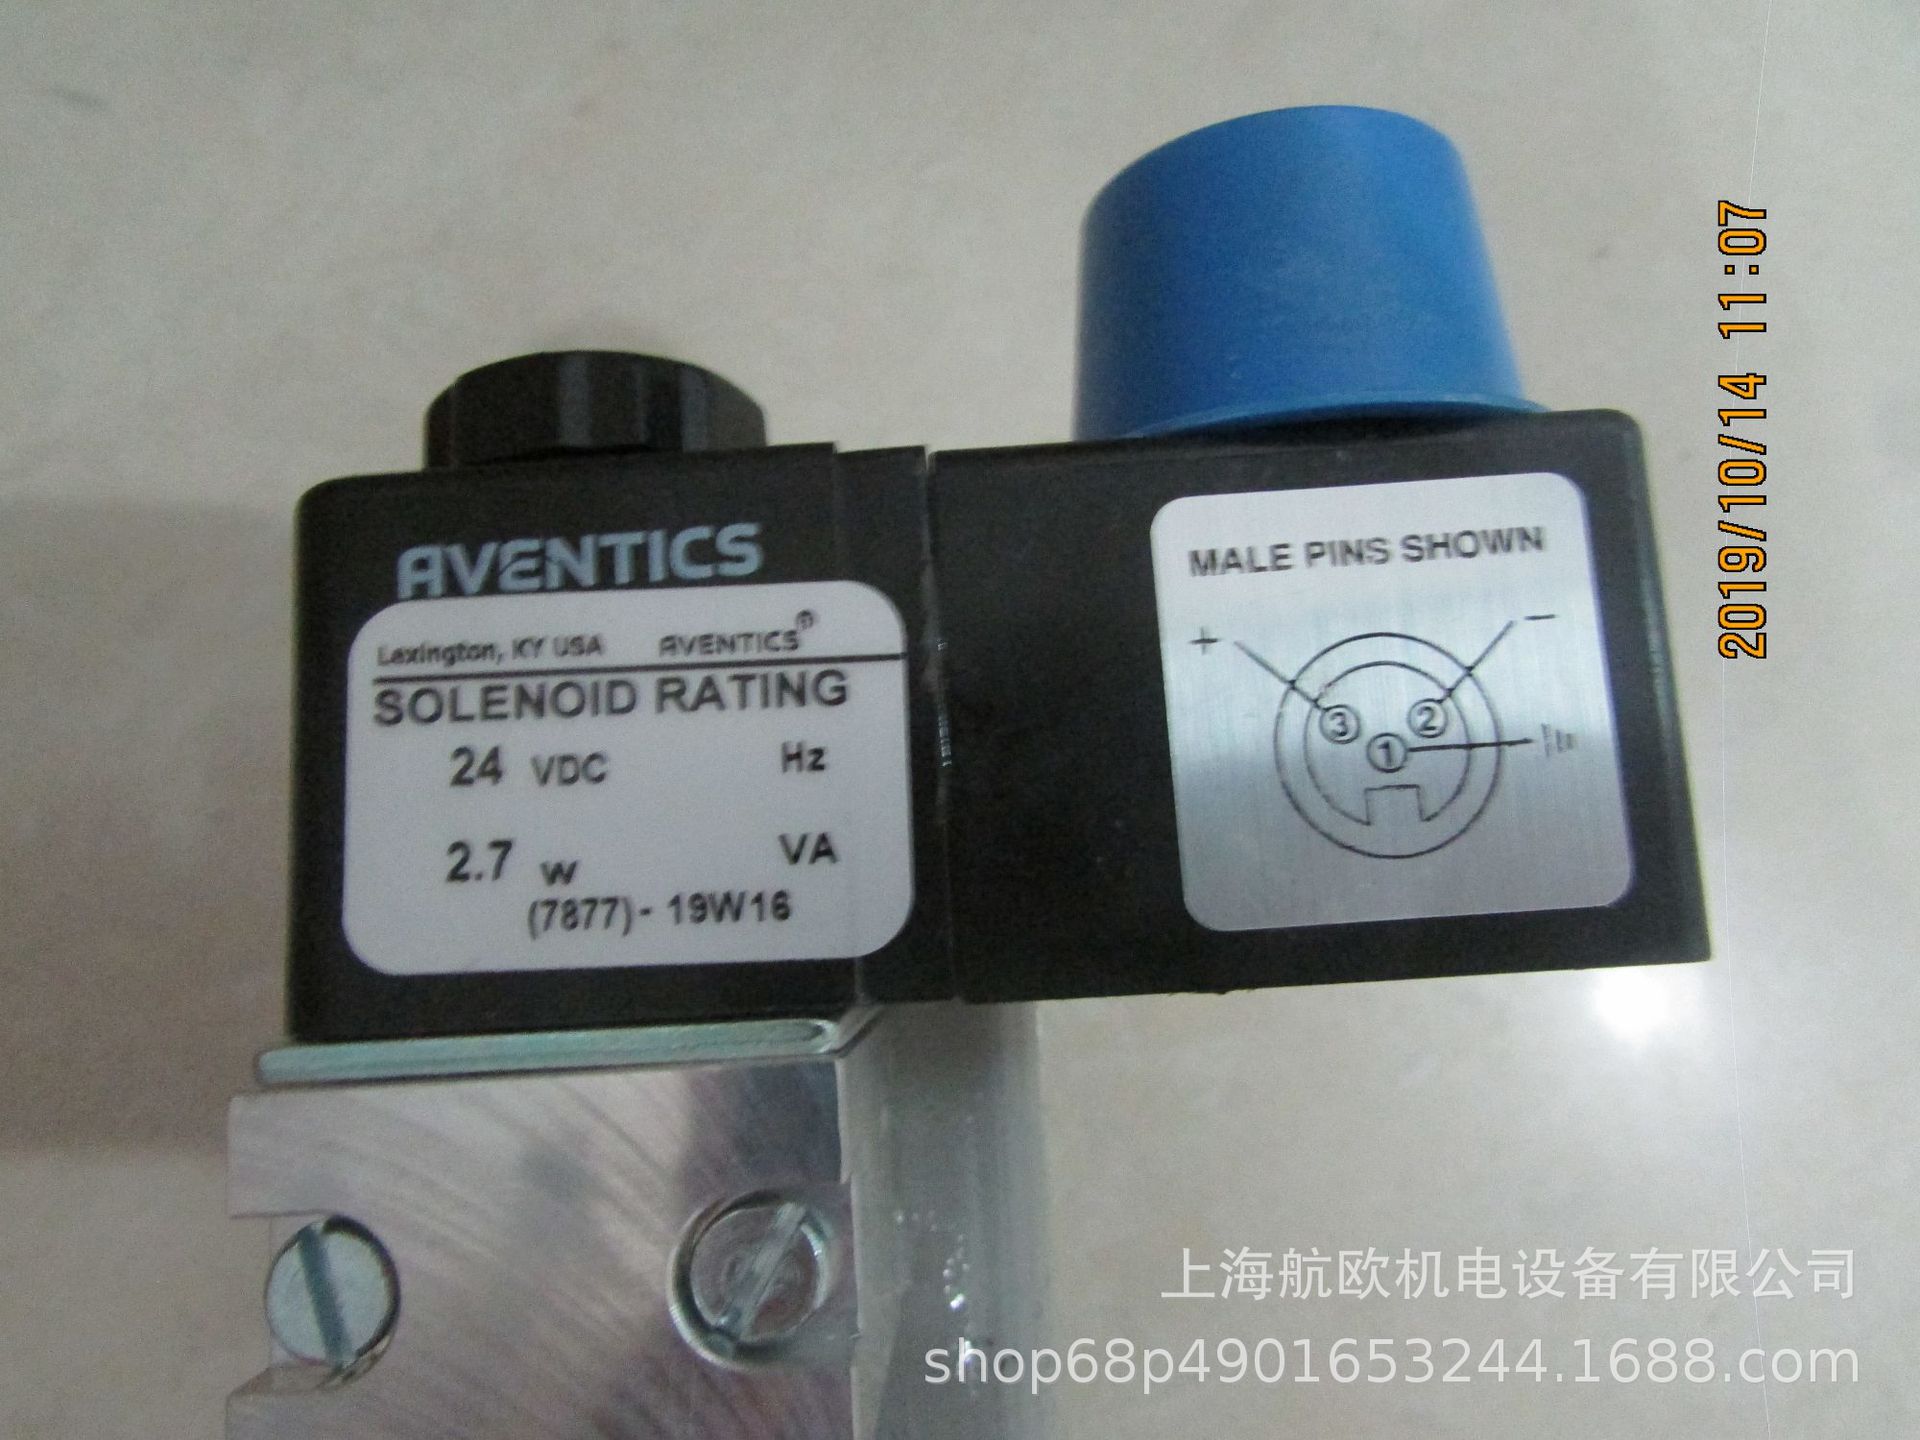 AVENTICS
Lexington, KY USA AVENTICS®
SOLENOID RATING
24 VDC Hz
2.7 W VA
(7877)- 19W16
MALE PINS SHOWN
+ −
3 2
1
2019/10/14 11:07
上海航欧机电设备有限公司
shop68p4901653244.1688.com